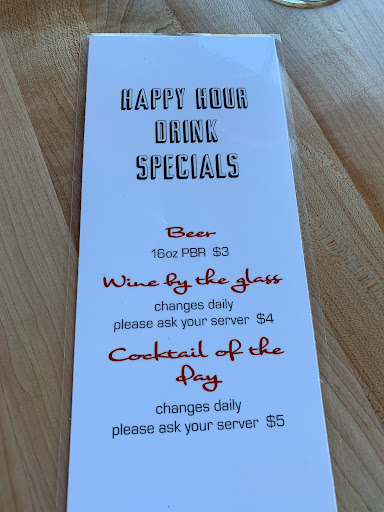 HAPPY HOUR
DRINK
SPECIALS
Beer
16oz PBR $3
Wine by the glass
changes daily
please ask your server $4
Cocktail of the
day
changes daily
please ask your server $5